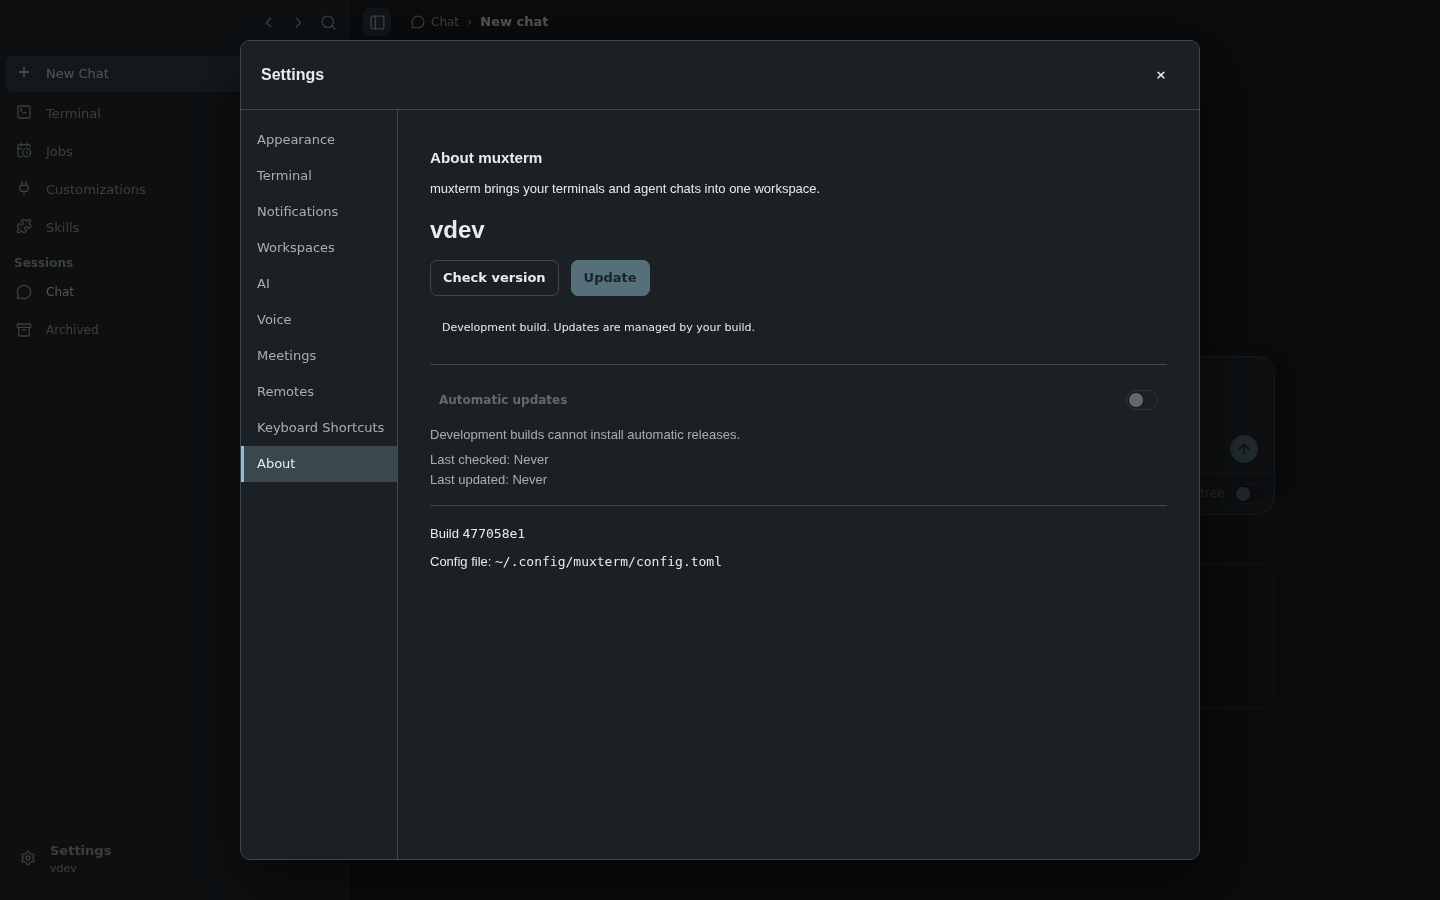 Chat › New chat
New Chat
Terminal
Jobs
Customizations
Skills
Sessions
Chat
Archived
Settings
vdev
Settings
×
Appearance
Terminal
Notifications
Workspaces
AI
Voice
Meetings
Remotes
Keyboard Shortcuts
About
About muxterm
muxterm brings your terminals and agent chats into one workspace.
vdev
Check version
Update
Development build. Updates are managed by your build.
Automatic updates
Development builds cannot install automatic releases.
Last checked: Never
Last updated: Never
Build 477058e1
Config file: ~/.config/muxterm/config.toml
tree